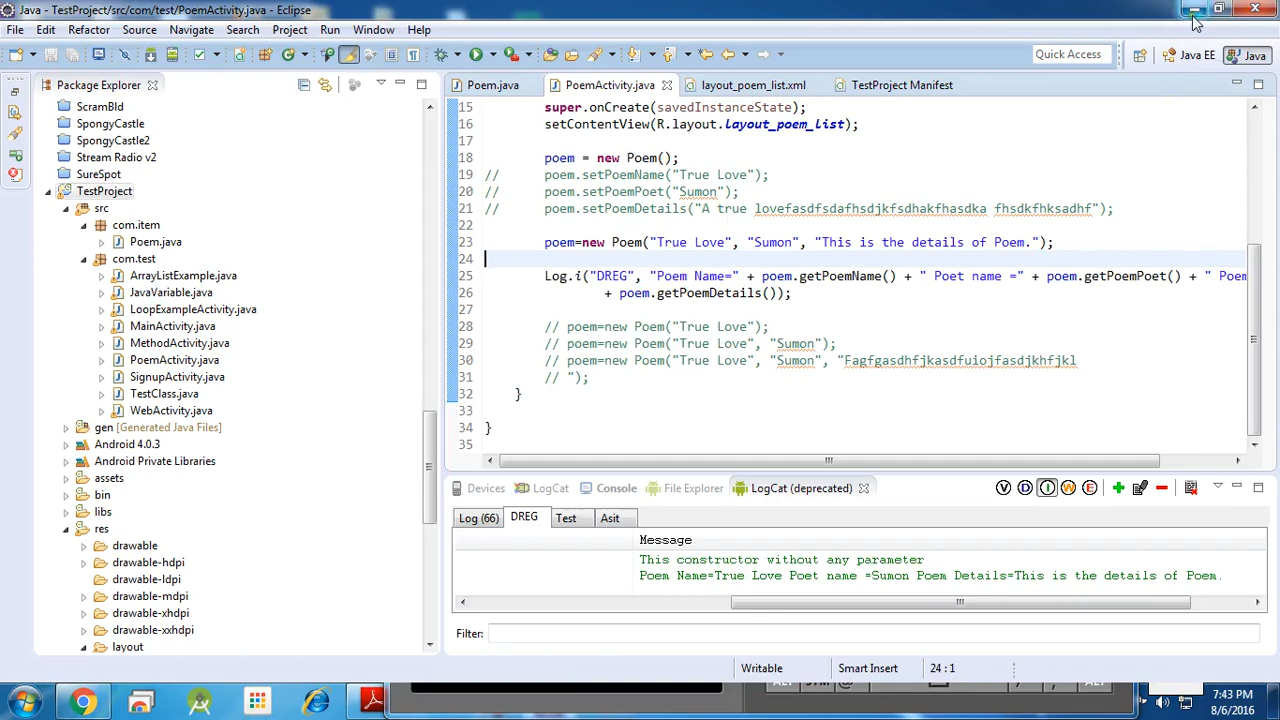 Java - TestProject/src/com/test/PoemActivity.java - Eclipse
File Edit Refactor Source Navigate Search Project Run Window Help
Quick Access Java EE Java
Package Explorer
ScramBld
SpongyCastle
SpongyCastle2
Stream Radio v2
SureSpot
TestProject
src
com.item
Poem.java
com.test
ArrayListExample.java
JavaVariable.java
LoopExampleActivity.java
MainActivity.java
MethodActivity.java
PoemActivity.java
SignupActivity.java
TestClass.java
WebActivity.java
gen [Generated Java Files]
Android 4.0.3
Android Private Libraries
assets
bin
libs
res
drawable
drawable-hdpi
drawable-ldpi
drawable-mdpi
drawable-xhdpi
drawable-xxhdpi
layout
Poem.java PoemActivity.java layout_poem_list.xml TestProject Manifest
15 super.onCreate(savedInstanceState);
16 setContentView(R.layout.layout_poem_list);
17
18 poem = new Poem();
19 // poem.setPoemName("True Love");
20 // poem.setPoemPoet("Sumon");
21 // poem.setPoemDetails("A true lovefasdfsdafhsdjkfsdhakfhasdka fhsdkfhksadhf");
22
23 poem=new Poem("True Love", "Sumon", "This is the details of Poem.");
24
25 Log.i("DREG", "Poem Name=" + poem.getPoemName() + " Poet name =" + poem.getPoemPoet() + " Poem
26 + poem.getPoemDetails());
27
28 // poem=new Poem("True Love");
29 // poem=new Poem("True Love", "Sumon");
30 // poem=new Poem("True Love", "Sumon", "Fagfgasdhfjkasdfuiojfasdjkhfjkl
31 // ");
32 }
33
34 }
35
Devices LogCat Console File Explorer LogCat (deprecated) V D I W E
Log (66) DREG Test Asit
Message
This constructor without any parameter
Poem Name=True Love Poet name =Sumon Poem Details=This is the details of Poem.
Filter:
Writable Smart Insert 24 : 1
7:43 PM
8/6/2016